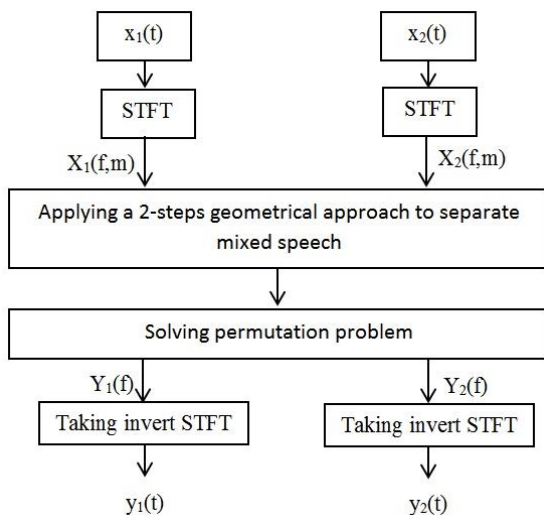 x₁(t) x₂(t)
STFT STFT
X₁(f,m) X₂(f,m)
Applying a 2-steps geometrical approach to separate
mixed speech
Solving permutation problem
Y₁(f) Y₂(f)
Taking invert STFT Taking invert STFT
y₁(t) y₂(t)